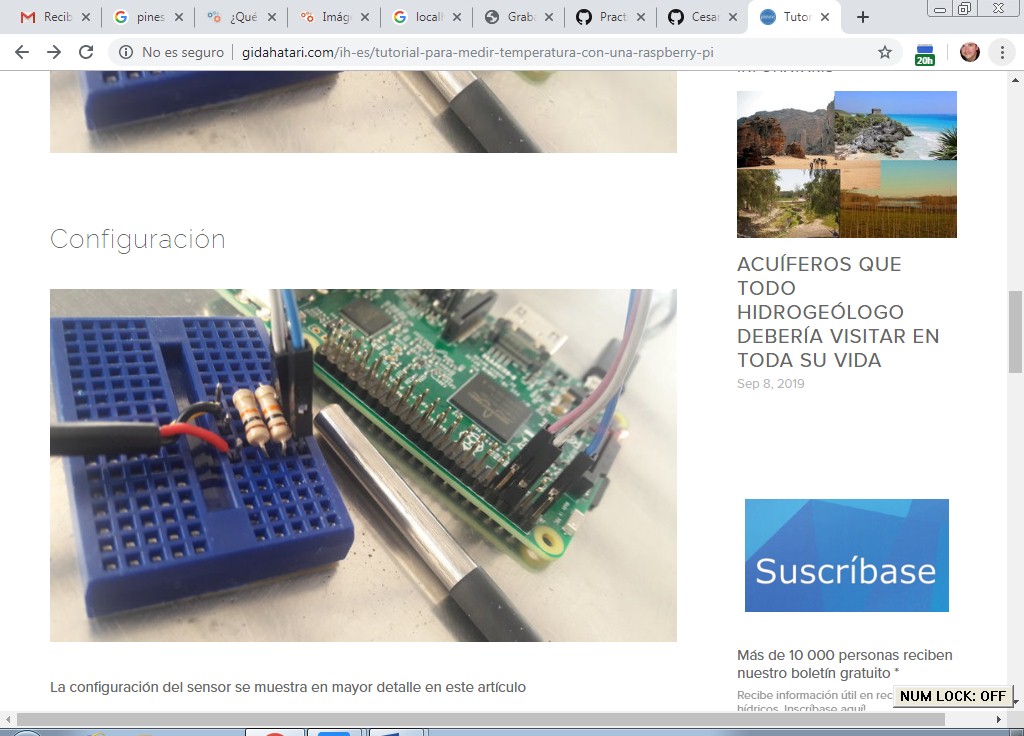 Recib
pines
¿Qué
Imág
locali
Grab
Pract
Cesar
Tutor
No es seguro
gidahatari.com/ih-es/tutorial-para-medir-temperatura-con-una-raspberry-pi
20h
Configuración
ACUÍFEROS QUE
TODO
HIDROGEÓLOGO
DEBERÍA VISITAR EN
TODA SU VIDA
Sep 8, 2019
Suscríbase
Más de 10 000 personas reciben
nuestro boletín gratuito *
La configuración del sensor se muestra en mayor detalle en este artículo
Recibe información útil en rec
NUM LOCK: OFF
hídricos. Inscríbase aquí!